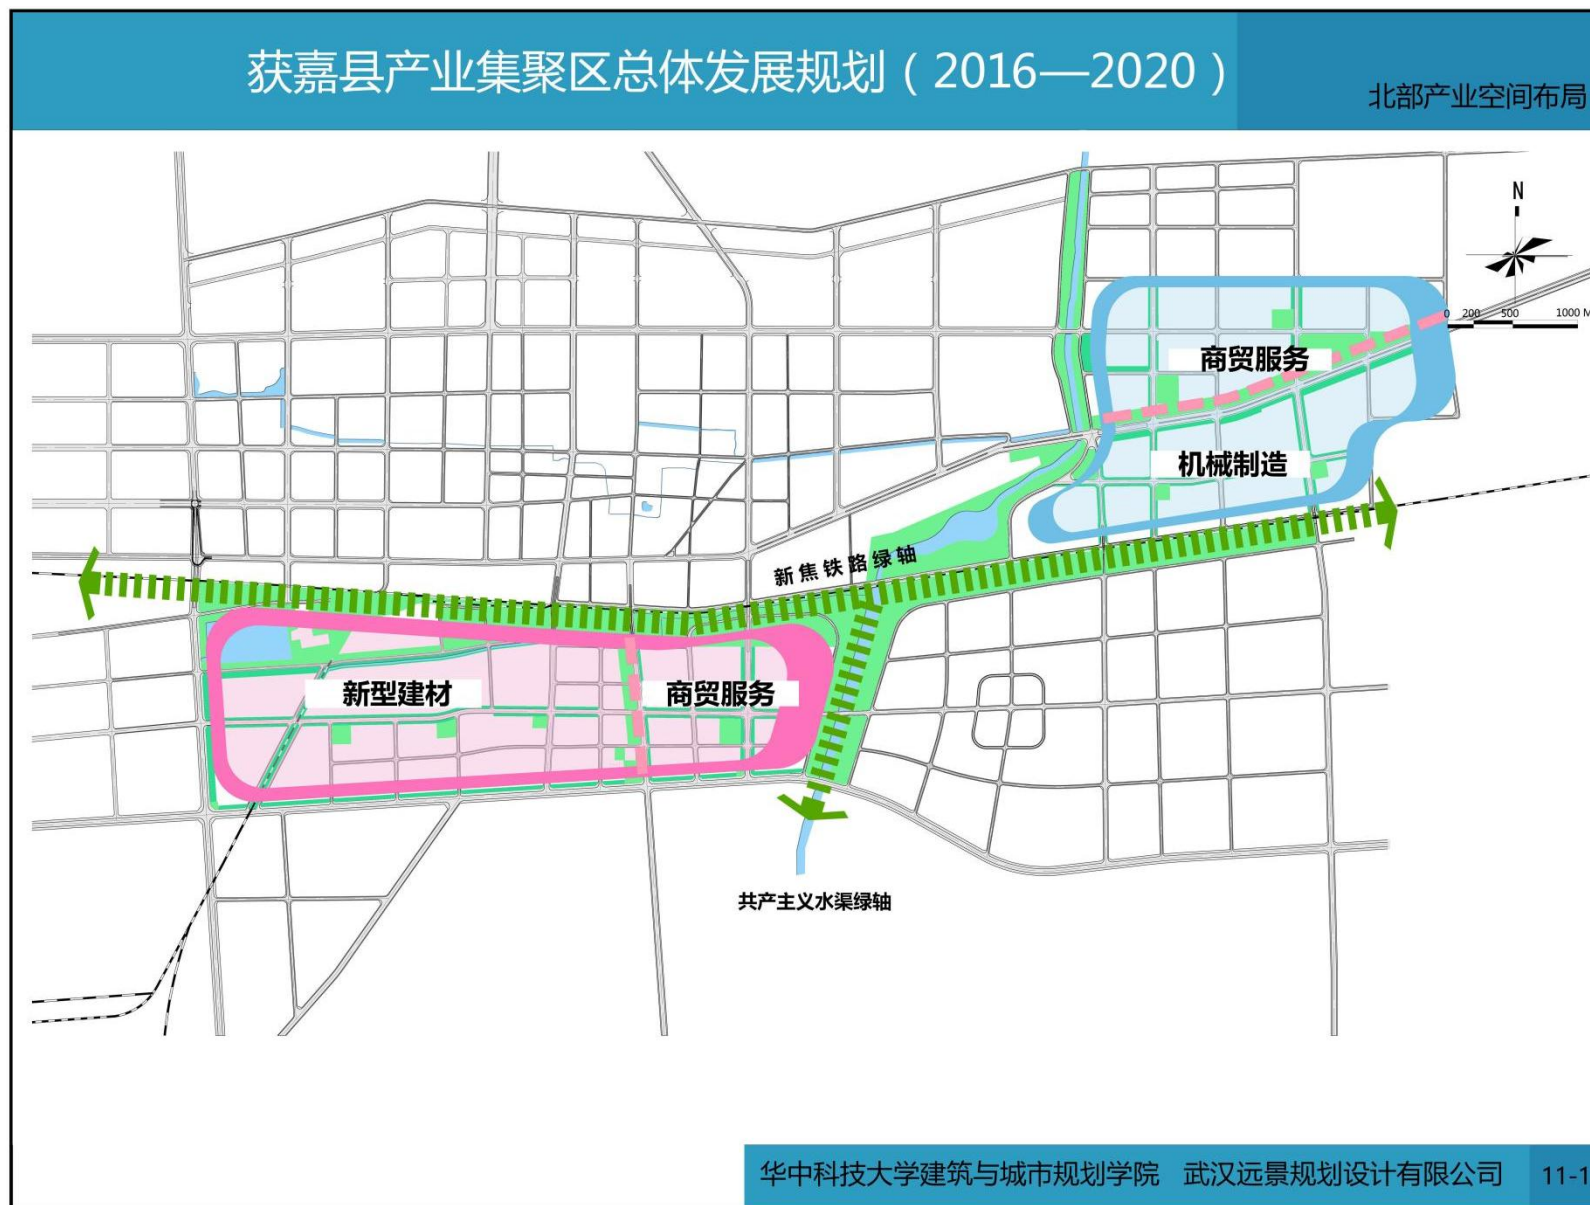 获嘉县产业集聚区总体发展规划（2016—2020）
北部产业空间布局
N
0 200 500 1000 M
商贸服务
机械制造
新焦铁路绿轴
新型建材
商贸服务
共产主义水渠绿轴
华中科技大学建筑与城市规划学院 武汉远景规划设计有限公司
11-1